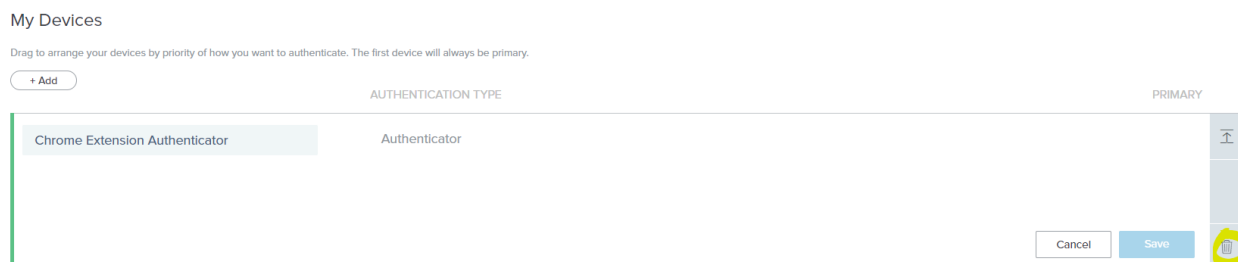 My Devices
Drag to arrange your devices by priority of how you want to authenticate. The first device will always be primary.
+ Add
AUTHENTICATION TYPE PRIMARY
Chrome Extension Authenticator Authenticator
Cancel Save